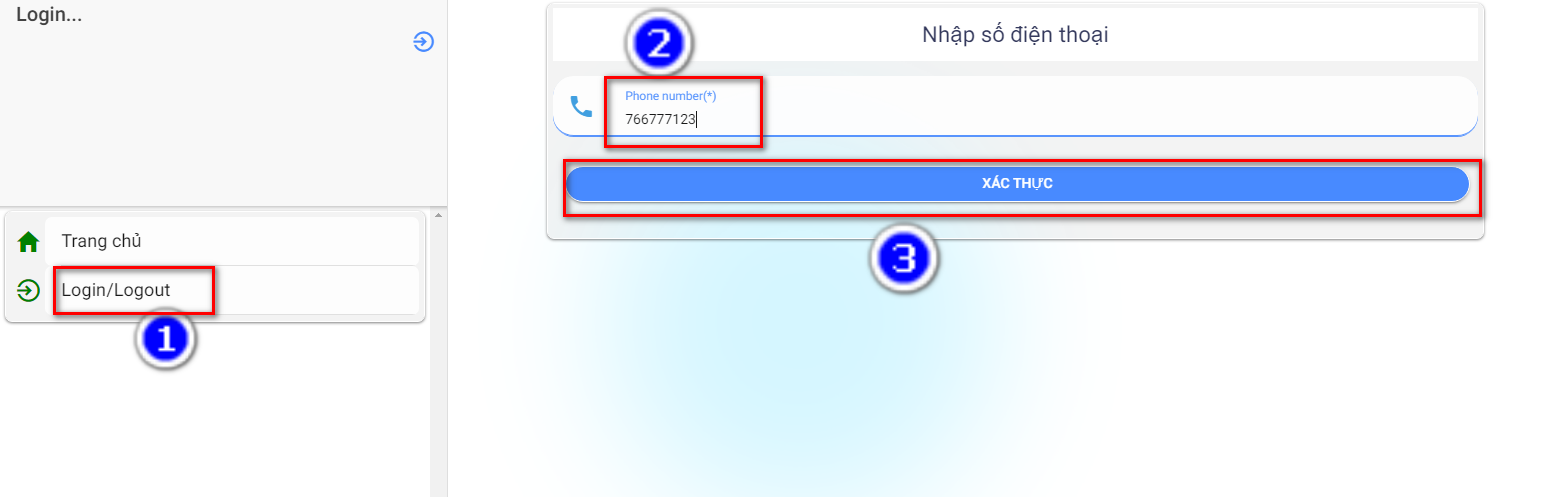 Login...
Trang chủ
Login/Logout
1
2
Nhập số điện thoại
Phone number(*)
766777123
XÁC THỰC
3